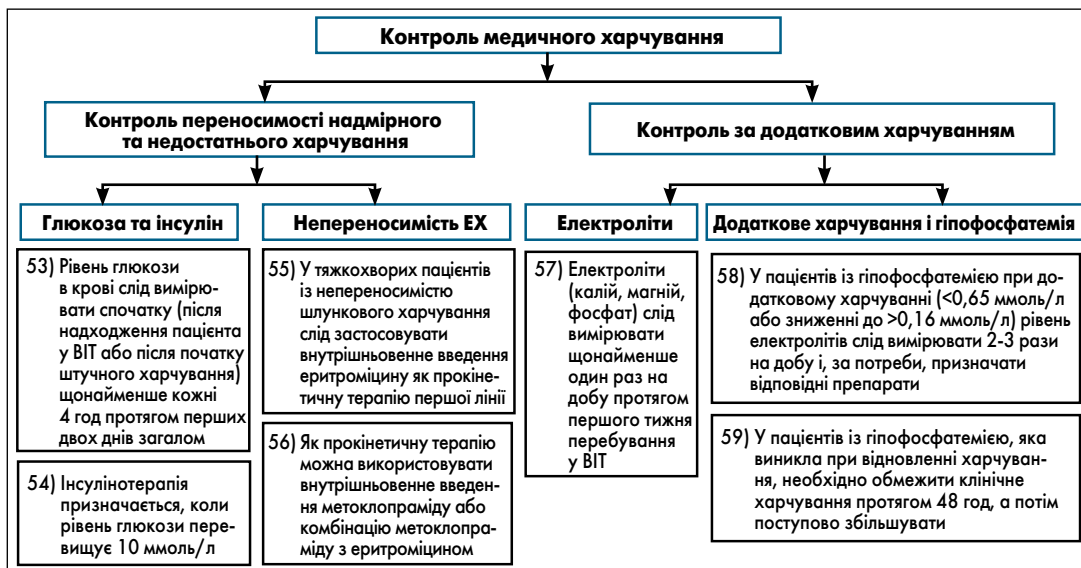 Контроль медичного харчування
Контроль переносимості надмірного
та недостатнього харчування
Контроль за додатковим харчуванням
Глюкоза та інсулін
Непереносимість ЕХ
Електроліти
Додаткове харчування і гіпофосфатемія
53) Рівень глюкози
в крові слід вимірю-
вати спочатку (після
надходження пацієнта
у ВІТ або після початку
штучного харчування)
щонайменше кожні
4 год протягом перших
двох днів загалом
54) Інсулінотерапія
призначається, коли
рівень глюкози пере-
вищує 10 ммоль/л
55) У тяжкохворих пацієнтів
із непереносимістю
шлункового харчування
слід застосовувати
внутрішньовенне введення
еритроміцину як прокіне-
тичну терапію першої лінії
56) Як прокінетичну терапію
можна використовувати
внутрішньовенне введен-
ня метоклопраміду або
комбінацію метоклопра-
міду з еритроміцином
57) Електроліти
(калій, магній,
фосфат) слід
вимірювати
щонайменше
один раз на
добу протягом
першого тижня
перебування
у ВІТ
58) У пацієнтів із гіпофосфатемією при до-
датковому харчуванні (<0,65 ммоль/л
або зниженні до >0,16 ммоль/л) рівень
електролітів слід вимірювати 2-3 рази
на добу і, за потреби, призначати
відповідні препарати
59) У пацієнтів із гіпофосфатемією, яка
виникла при відновленні харчуван-
ня, необхідно обмежити клінічне
харчування протягом 48 год, а потім
поступово збільшувати